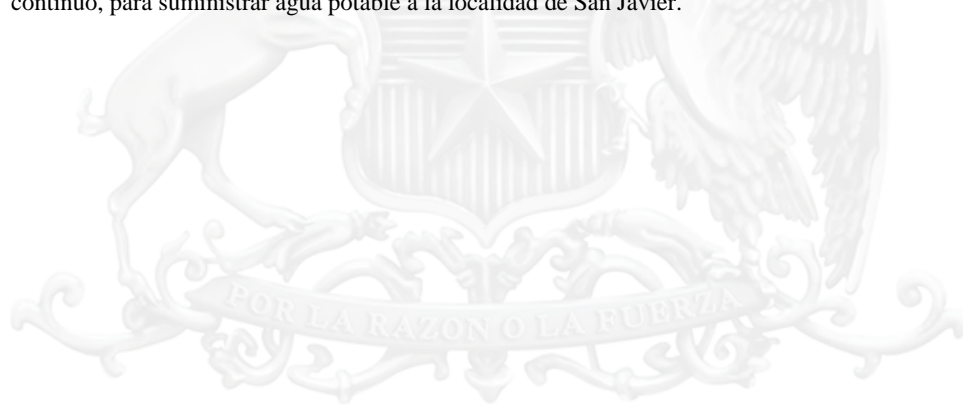 continuo, para suministrar agua potable a la localidad de San Javier.
POR LA RAZON O LA FUERZA